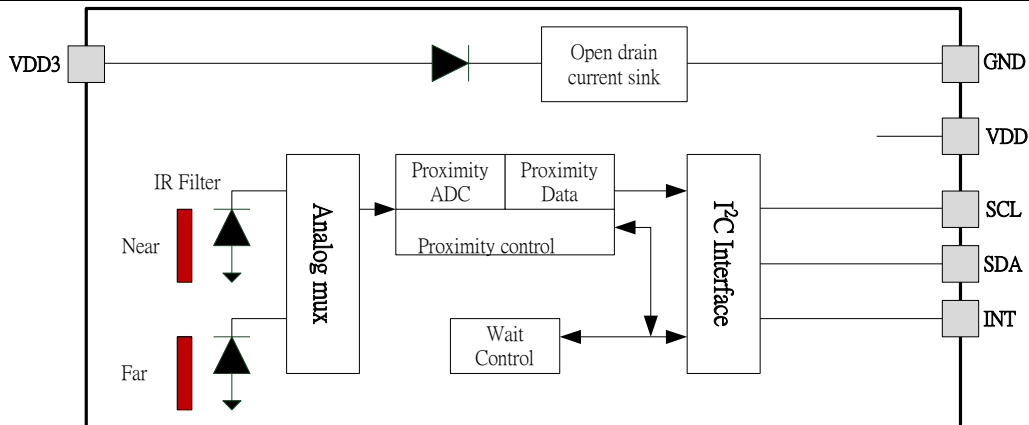 VDD3
Open drain
current sink
GND
VDD
IR Filter
Near
Far
Analog mux
Proximity
ADC
Proximity
Data
Proximity control
Wait
Control
I²C Interface
SCL
SDA
INT